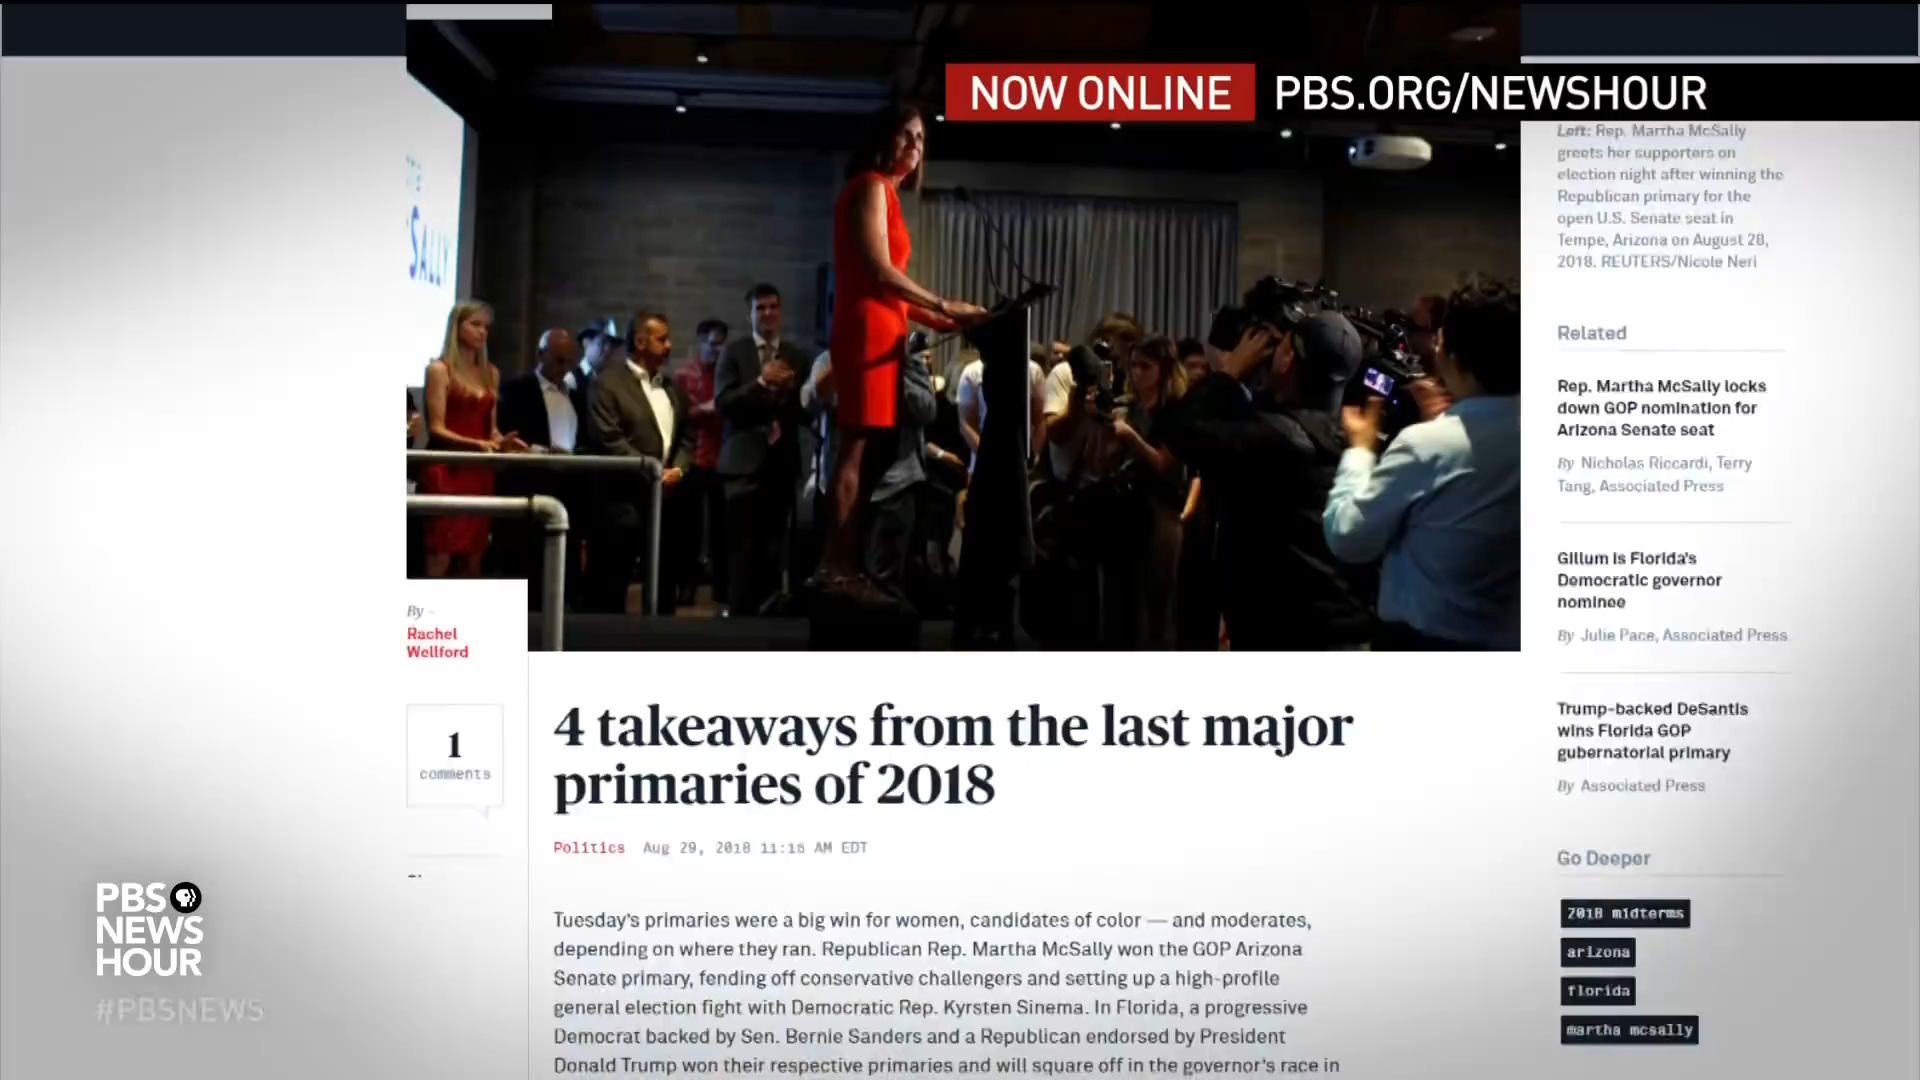 NOW ONLINE PBS.ORG/NEWSHOUR
SALLY
Left: Rep. Martha McSally
greets her supporters on
election night after winning the
Republican primary for the
open U.S. Senate seat in
Tempe, Arizona on August 28,
2018. REUTERS/Nicole Neri
Related
Rep. Martha McSally locks
down GOP nomination for
Arizona Senate seat
By Nicholas Riccardi, Terry
Tang, Associated Press
Gillum is Florida's
Democratic governor
nominee
By Julie Pace, Associated Press
Trump-backed DeSantis
wins Florida GOP
gubernatorial primary
By Associated Press
Go Deeper
2018 midterms
arizona
florida
martha mcsally
By –
Rachel
Wellford
1
comments
4 takeaways from the last major
primaries of 2018
Politics Aug 29, 2018 11:16 AM EDT
Tuesday's primaries were a big win for women, candidates of color — and moderates,
depending on where they ran. Republican Rep. Martha McSally won the GOP Arizona
Senate primary, fending off conservative challengers and setting up a high-profile
general election fight with Democratic Rep. Kyrsten Sinema. In Florida, a progressive
Democrat backed by Sen. Bernie Sanders and a Republican endorsed by President
Donald Trump won their respective primaries and will square off in the governor's race in
PBS
NEWS
HOUR
#PBSNEWS